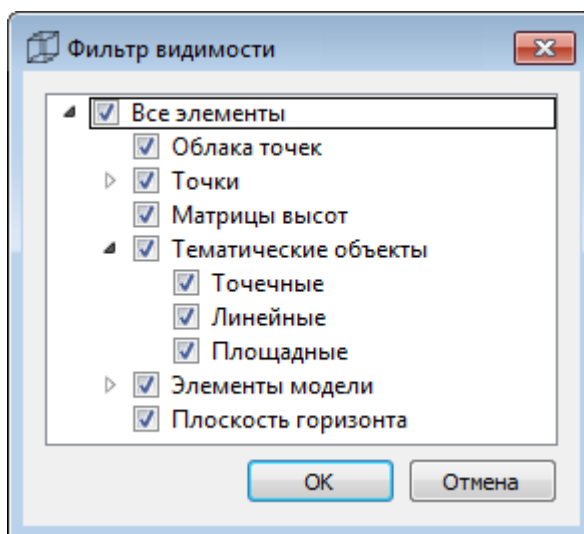 Фильтр видимости
Все элементы
Облака точек
Точки
Матрицы высот
Тематические объекты
Точечные
Линейные
Площадные
Элементы модели
Плоскость горизонта
OK Отмена